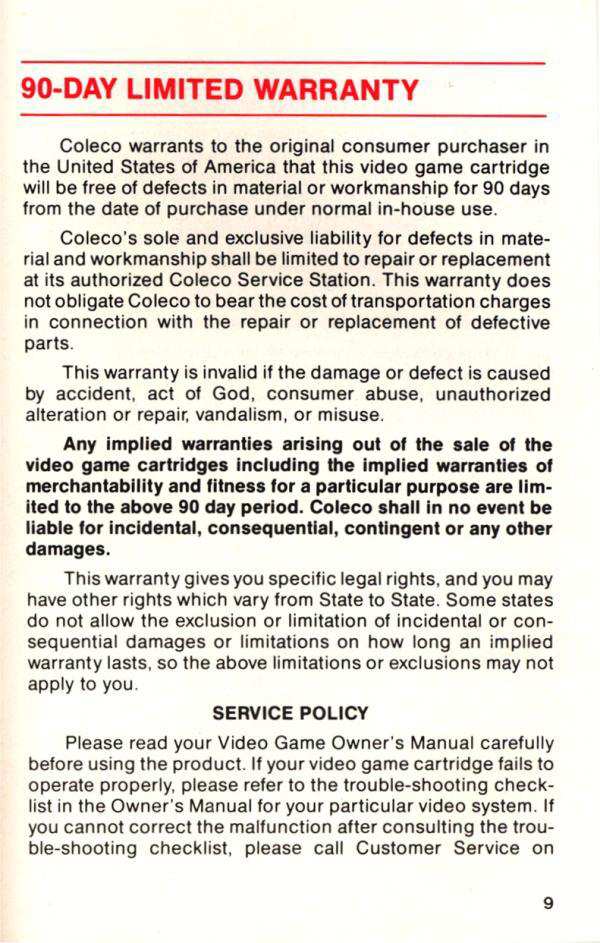 90-DAY LIMITED WARRANTY
Coleco warrants to the original consumer purchaser in
the United States of America that this video game cartridge
will be free of defects in material or workmanship for 90 days
from the date of purchase under normal in-house use.
Coleco's sole and exclusive liability for defects in mate-
rial and workmanship shall be limited to repair or replacement
at its authorized Coleco Service Station. This warranty does
not obligate Coleco to bear the cost of transportation charges
in connection with the repair or replacement of defective
parts.
This warranty is invalid if the damage or defect is caused
by accident, act of God, consumer abuse, unauthorized
alteration or repair, vandalism, or misuse.
Any implied warranties arising out of the sale of the
video game cartridges including the implied warranties of
merchantability and fitness for a particular purpose are lim-
ited to the above 90 day period. Coleco shall in no event be
liable for incidental, consequential, contingent or any other
damages.
This warranty gives you specific legal rights, and you may
have other rights which vary from State to State. Some states
do not allow the exclusion or limitation of incidental or con-
sequential damages or limitations on how long an implied
warranty lasts, so the above limitations or exclusions may not
apply to you.
SERVICE POLICY
Please read your Video Game Owner's Manual carefully
before using the product. If your video game cartridge fails to
operate properly, please refer to the trouble-shooting check-
list in the Owner's Manual for your particular video system. If
you cannot correct the malfunction after consulting the trou-
ble-shooting checklist, please call Customer Service on
9